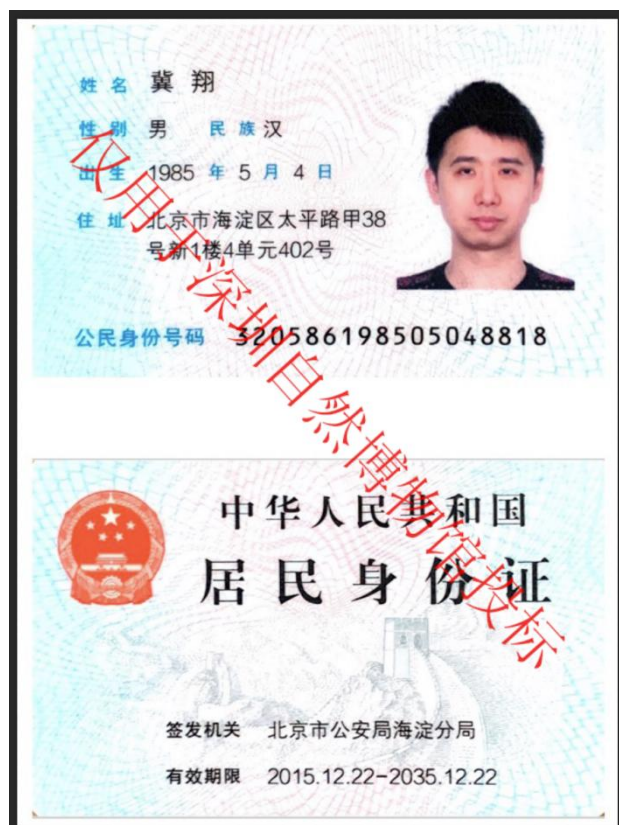 姓名 冀翔
性别 男 民族 汉
出生 1985 年 5 月 4 日
住址 北京市海淀区太平路甲38
号新1楼4单元402号
公民身份号码 320586198505048818
仅用于深圳自然博物馆投标
中华人民共和国
居民身份证
签发机关 北京市公安局海淀分局
有效期限 2015.12.22-2035.12.22